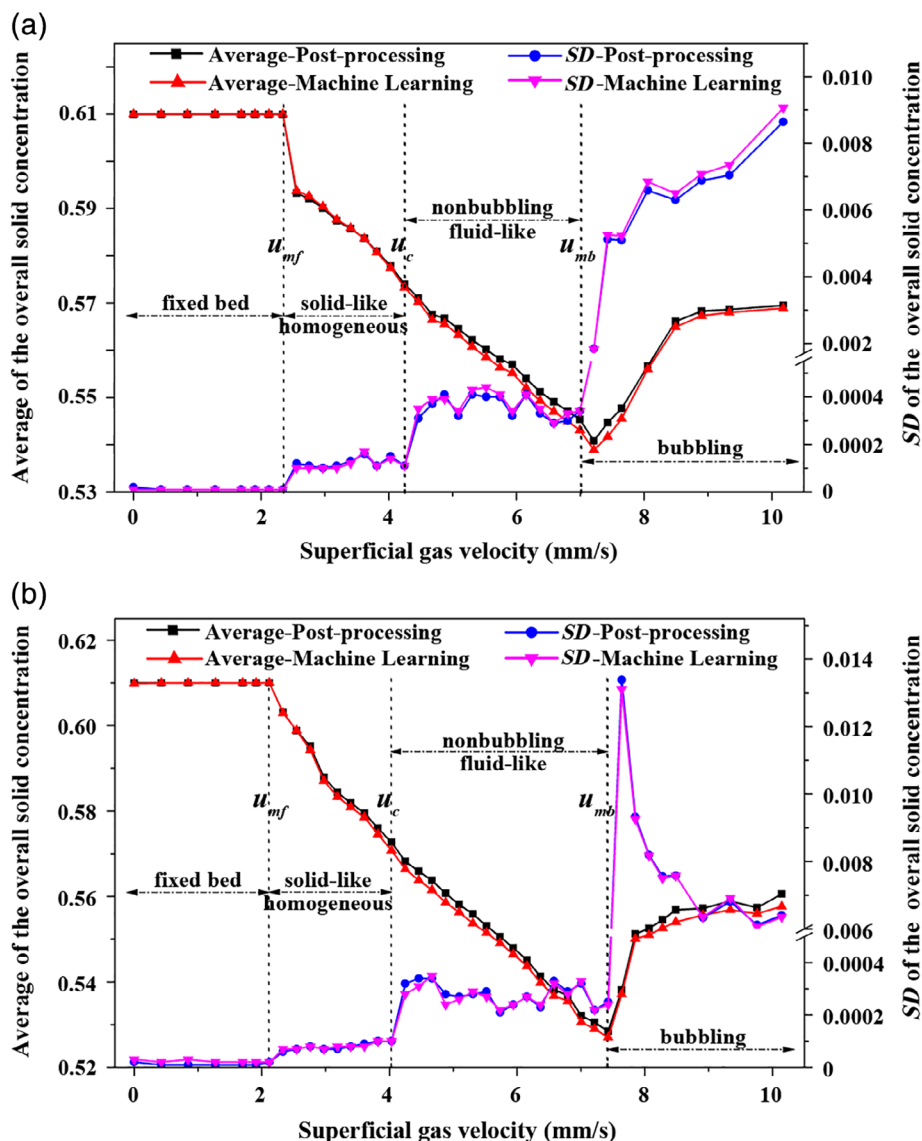 (a)
Average-Post-processing
SD-Post-processing
Average-Machine Learning
SD-Machine Learning
0.61
0.59
0.57
0.55
0.53
Average of the overall solid concentration
0.010
0.008
0.006
0.004
0.002
0.0004
0.0002
0
SD of the overall solid concentration
nonbubbling
fluid-like
u_mf
u_c
u_mb
fixed bed
solid-like
homogeneous
bubbling
0 2 4 6 8 10
Superficial gas velocity (mm/s)
(b)
Average-Post-processing
SD-Post-processing
Average-Machine Learning
SD-Machine Learning
0.62
0.60
0.58
0.56
0.54
0.52
Average of the overall solid concentration
0.014
0.012
0.010
0.008
0.006
0.0004
0.0002
0
SD of the overall solid concentration
nonbubbling
fluid-like
u_mf
u_c
u_mb
fixed bed
solid-like
homogeneous
bubbling
0 2 4 6 8 10
Superficial gas velocity (mm/s)